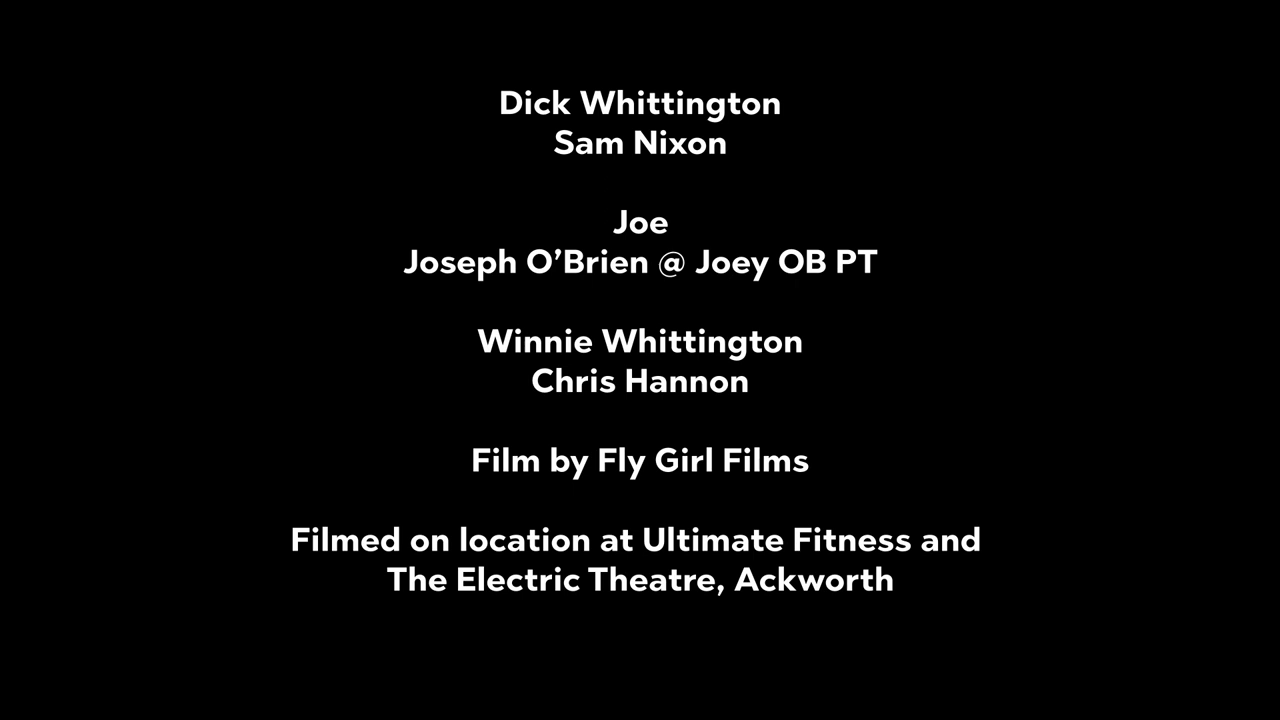 Dick Whittington
Sam Nixon
Joe
Joseph O’Brien @ Joey OB PT
Winnie Whittington
Chris Hannon
Film by Fly Girl Films
Filmed on location at Ultimate Fitness and
The Electric Theatre, Ackworth